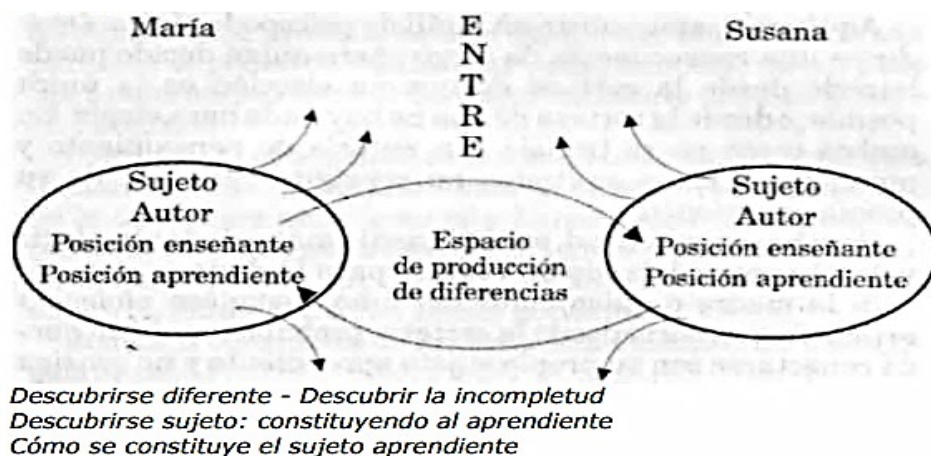 María
ENTRE
Susana
Sujeto
Autor
Posición enseñante
Posición aprendiente
Espacio
de producción
de diferencias
Sujeto
Autor
Posición enseñante
Posición aprendiente
Descubrirse diferente - Descubrir la incompletud
Descubrirse sujeto: constituyendo al aprendiente
Cómo se constituye el sujeto aprendiente